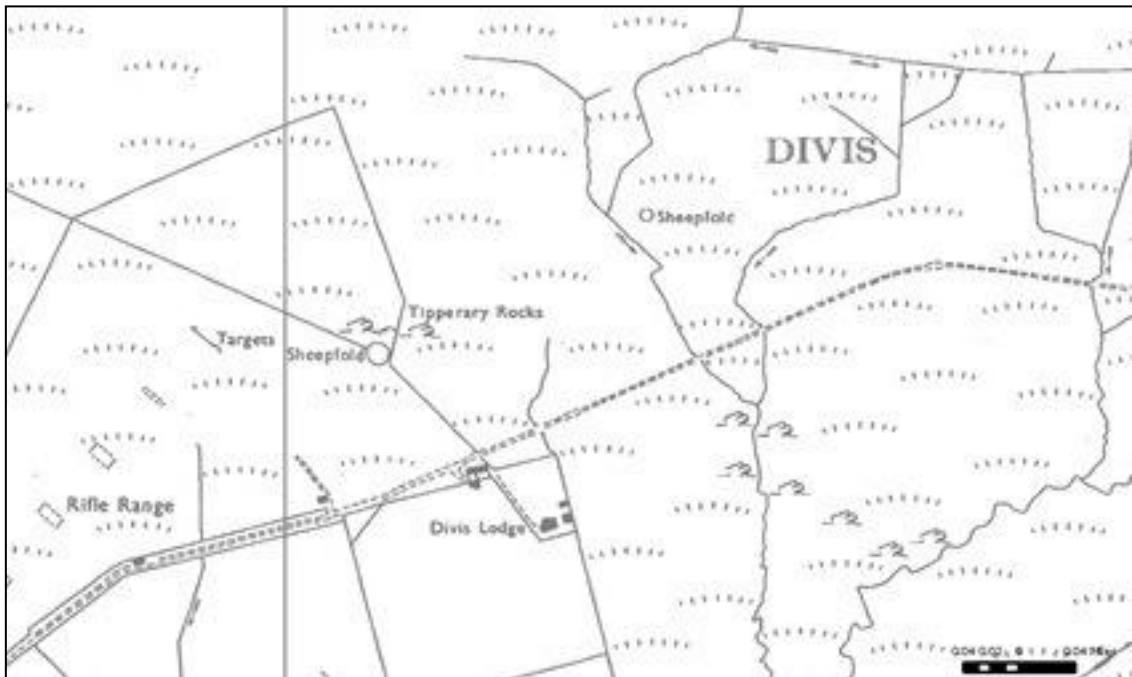 DIVIS
Sheepfold
Tipperary Rocks
Targets
Sheepfold
Rifle Range
Divis Lodge